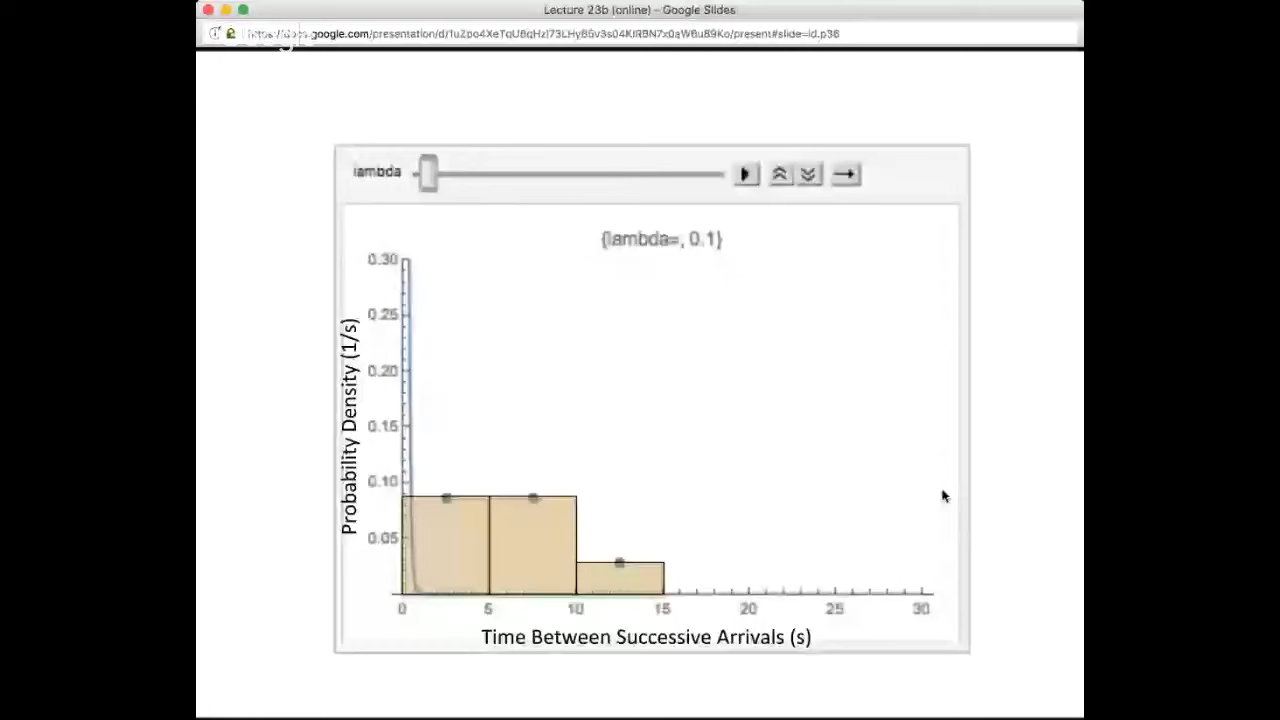 Lecture 23b (online) – Google Slides
lambda
{lambda=, 0.1}
0.30
0.25
0.20
0.15
0.10
0.05
Probability Density (1/s)
0 5 10 15 20 25 30
Time Between Successive Arrivals (s)